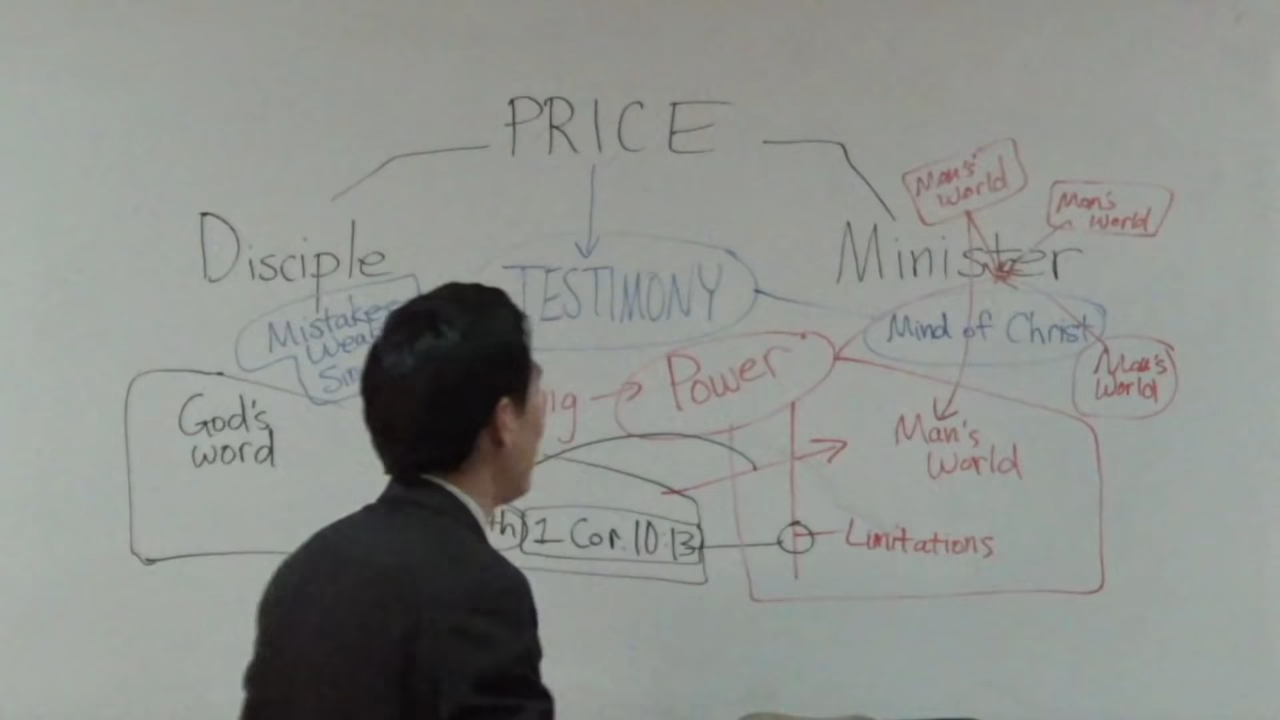 PRICE
Man's
World
Man's
World
Disciple
TESTIMONY
Minister
Mistake
Mind of Christ
Power
Man's
World
God's
word
Man's
World
1 Cor. 10:13
Limitations